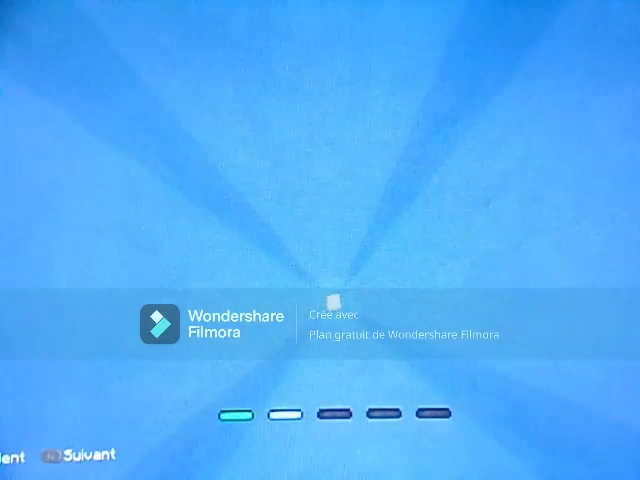 Wondershare
Filmora
Créé avec
Plan gratuit de Wondershare Filmora
Suivant